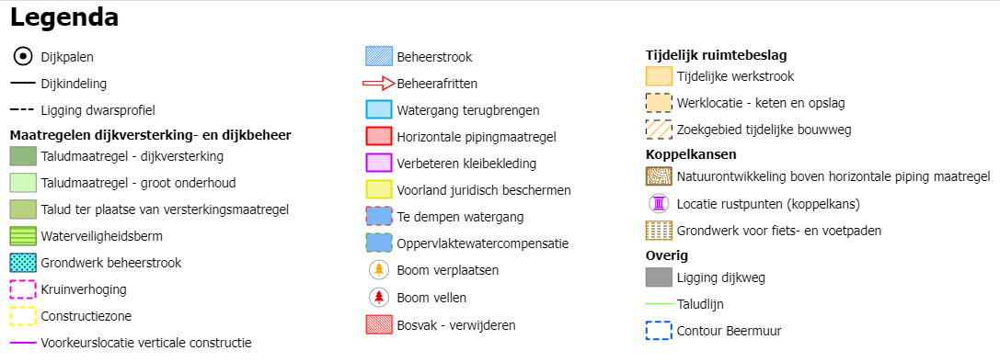 Legenda
Dijkpalen
Dijkindeling
Ligging dwarsprofiel
Maatregelen dijkversterking- en dijkbeheer
Taludmaatregel - dijkversterking
Taludmaatregel - groot onderhoud
Talud ter plaatse van versterkingsmaatregel
Waterveiligheidsberm
Grondwerk beheerstrook
Kruinverhoging
Constructiezone
Voorkeurslocatie verticale constructie
Beheerstrook
Beheerafritten
Watergang terugbrengen
Horizontale pipingmaatregel
Verbeteren kleibekleding
Voorland juridisch beschermen
Te dempen watergang
Oppervlaktewatercompensatie
Boom verplaatsen
Boom vellen
Bosvak - verwijderen
Tijdelijk ruimtebeslag
Tijdelijke werkstrook
Werklocatie - keten en opslag
Zoekgebied tijdelijke bouwweg
Koppelkansen
Natuurontwikkeling boven horizontale piping maatregel
Locatie rustpunten (koppelkans)
Grondwerk voor fiets- en voetpaden
Overig
Ligging dijkweg
Taludlijn
Contour Beermuur